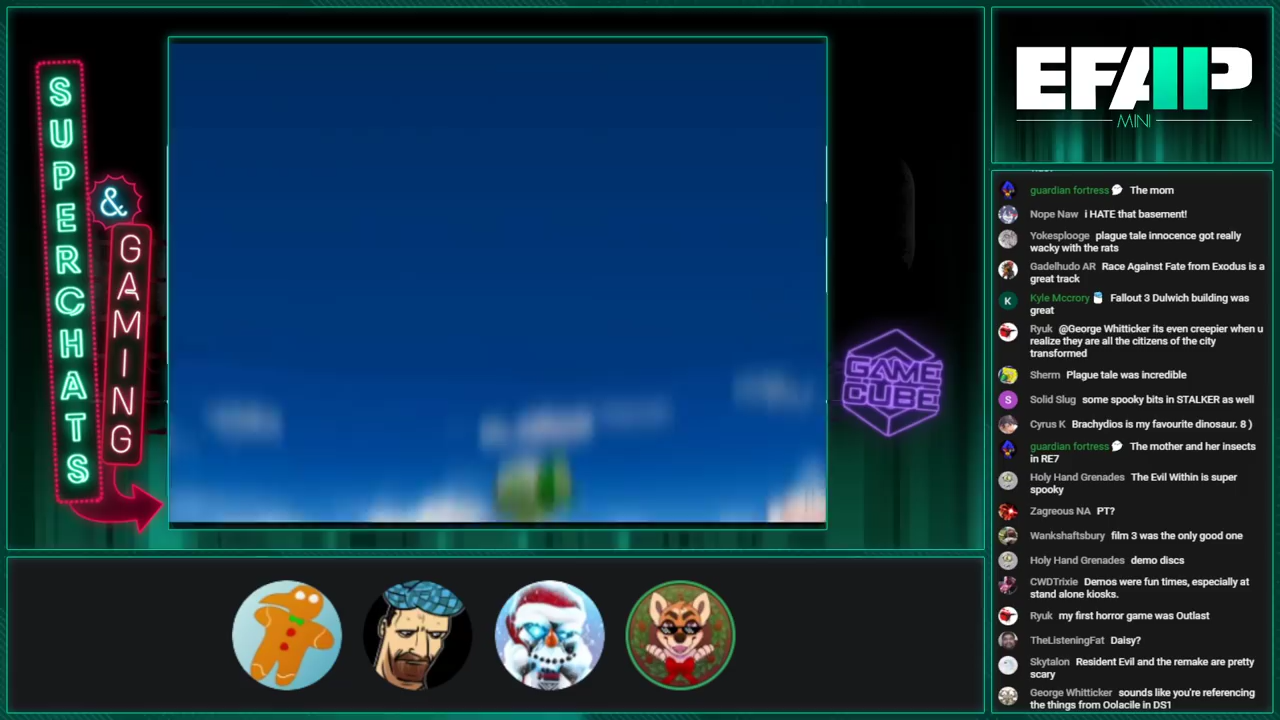 SUPERCHATS
&
GAMING
GAME
CUBE
EFAP
MINI
guardian fortress The mom
Nope Naw i HATE that basement!
Yokesplooge plague tale innocence got really
wacky with the rats
Gadelhudo AR Race Against Fate from Exodus is a
great track
K Kyle Mccrory Fallout 3 Dulwich building was
great
Ryuk @George Whitticker its even creepier when u
realize they are all the citizens of the city
transformed
Sherm Plague tale was incredible
S Solid Slug some spooky bits in STALKER as well
Cyrus K Brachydios is my favourite dinosaur. 8 )
guardian fortress The mother and her insects
in RE7
Holy Hand Grenades The Evil Within is super
spooky
Zagreous NA PT?
Wankshaftsbury film 3 was the only good one
Holy Hand Grenades demo discs
CWDTrixie Demos were fun times, especially at
stand alone kiosks.
Ryuk my first horror game was Outlast
TheListeningFat Daisy?
Skytalon Resident Evil and the remake are pretty
scary
George Whitticker sounds like you're referencing
the things from Oolacile in DS1